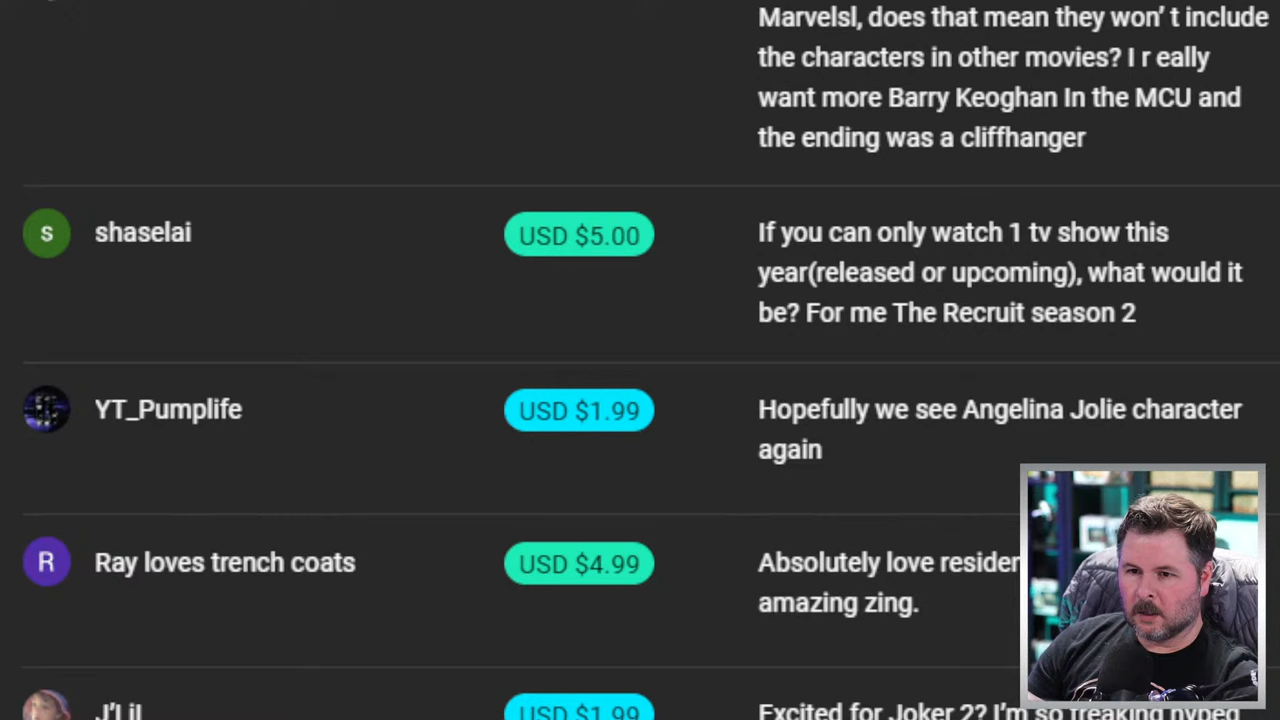 Marvelsl, does that mean they won’ t include
the characters in other movies? I r eally
want more Barry Keoghan In the MCU and
the ending was a cliffhanger
s
shaselai
USD $5.00
If you can only watch 1 tv show this
year(released or upcoming), what would it
be? For me The Recruit season 2
YT_Pumplife
USD $1.99
Hopefully we see Angelina Jolie character
again
R
Ray loves trench coats
USD $4.99
Absolutely love
amazing zing.
J’Lil
USD $1.99
Excited for Joker 2? I’m so freaking hyped